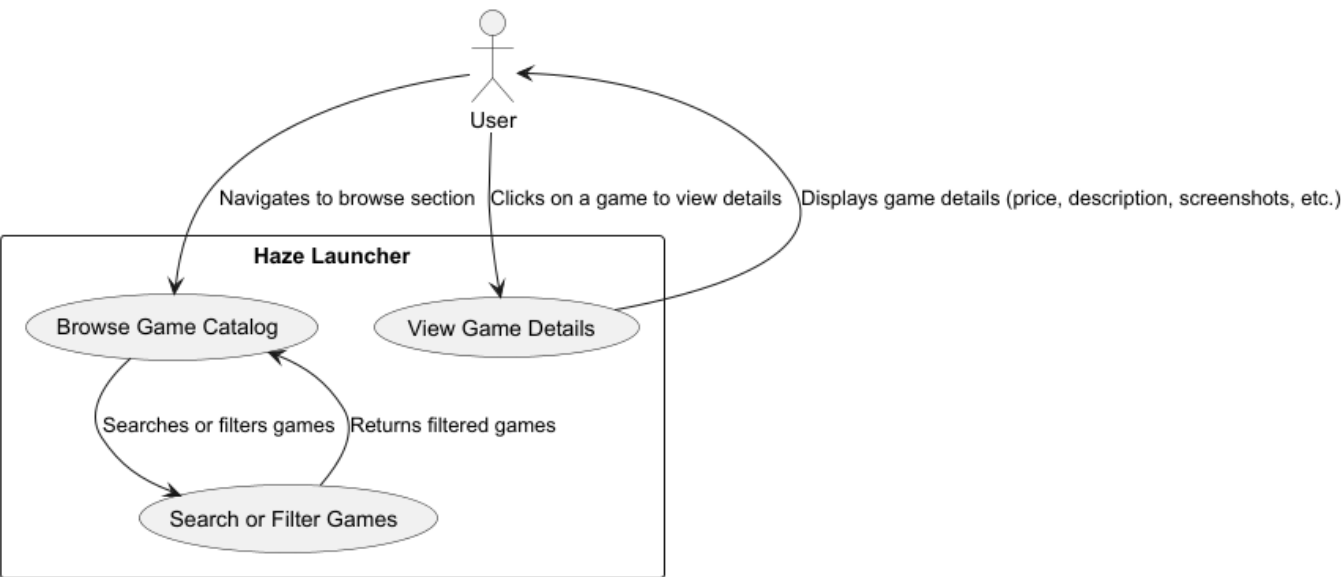 User
Navigates to browse section
Clicks on a game to view details
Displays game details (price, description, screenshots, etc.)
Haze Launcher
Browse Game Catalog
View Game Details
Searches or filters games
Returns filtered games
Search or Filter Games